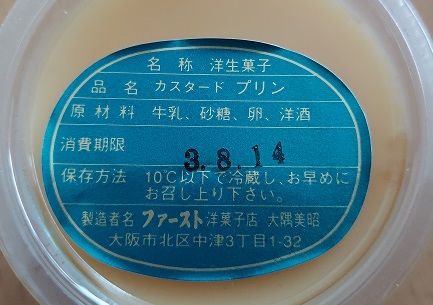 名称 洋生菓子
品名 カスタード プリン
原材料 牛乳、砂糖、卵、洋酒
消費期限 3.8.14
保存方法 10℃以下で冷蔵し、お早めに
お召し上り下さい。
製造者名 ファースト洋菓子店 大隅美昭
大阪市北区中津3丁目1-32